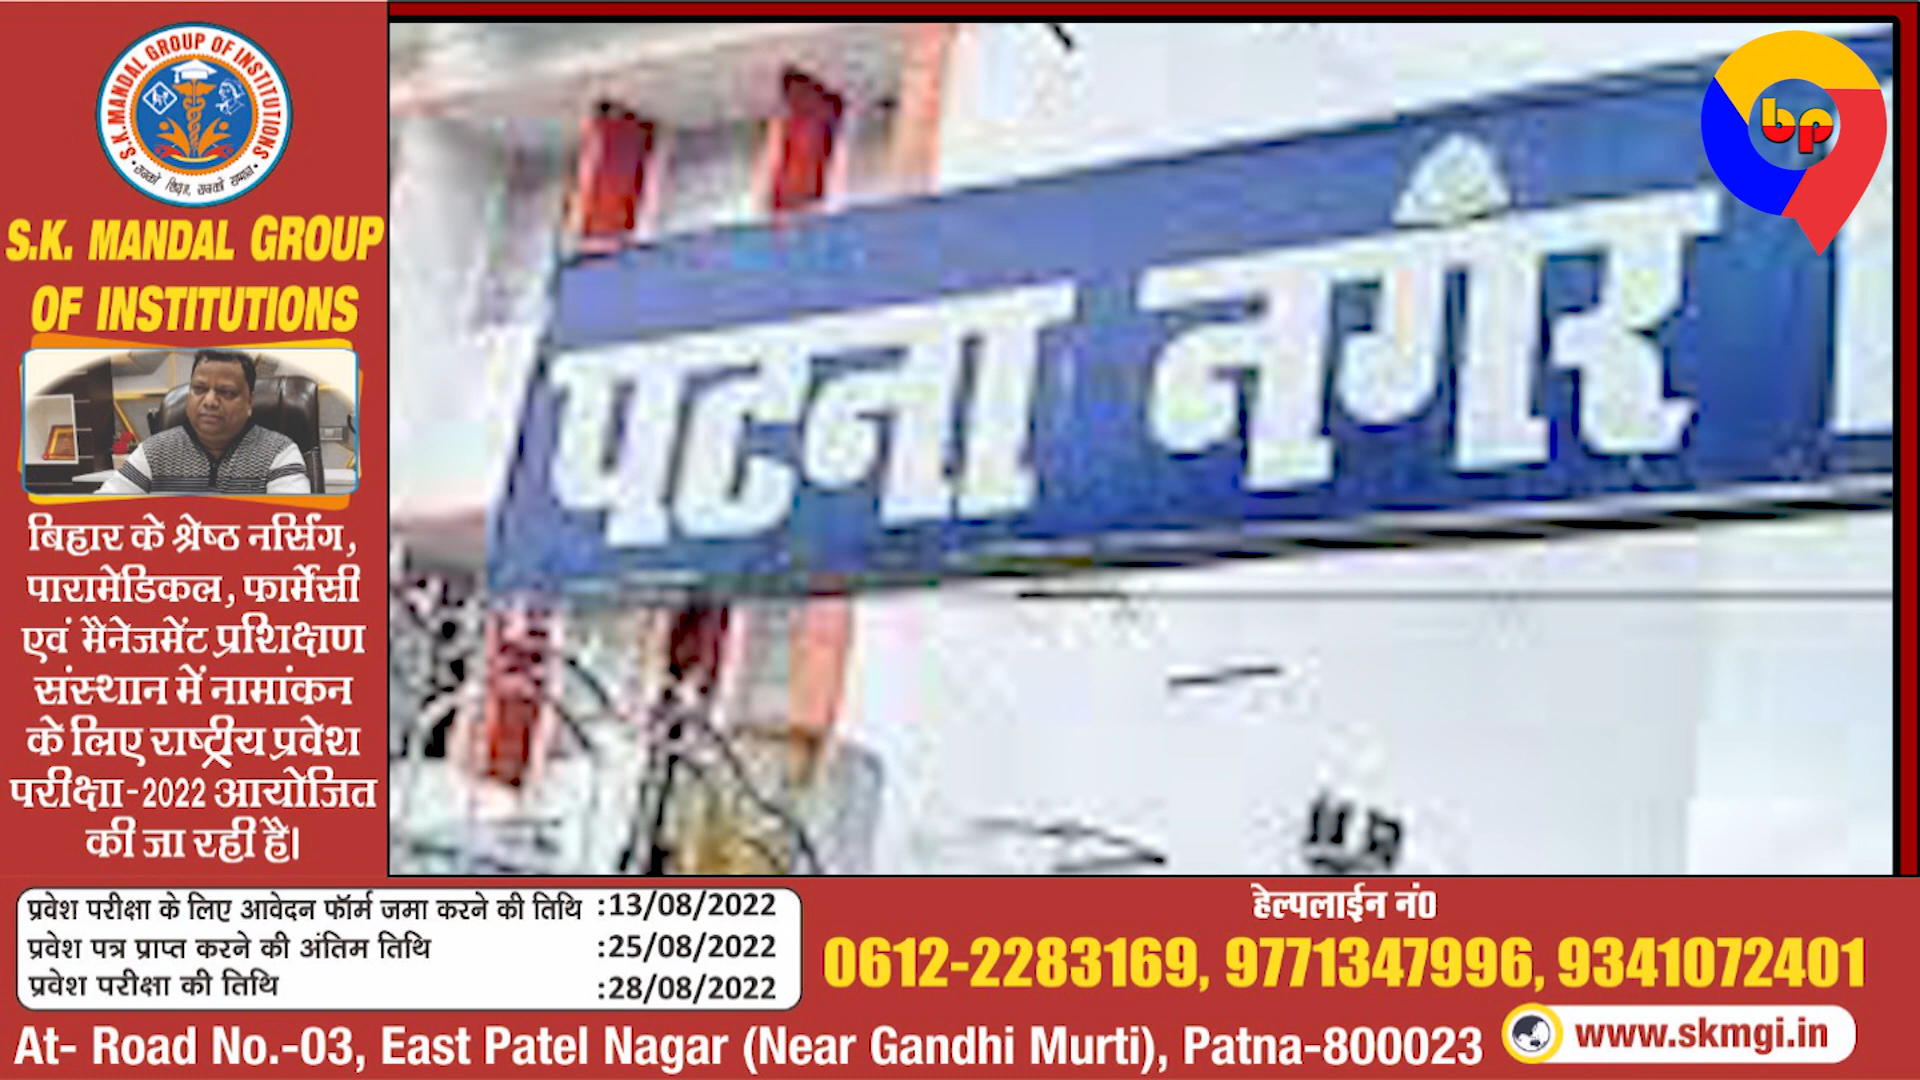 S.K. MANDAL GROUP OF INSTITUTIONS
सबको शिक्षा, सबको सम्मान
S.K. MANDAL GROUP
OF INSTITUTIONS
बिहार के श्रेष्ठ नर्सिंग,
पारामेडिकल, फार्मेसी
एवं मैनेजमेंट प्रशिक्षण
संस्थान में नामांकन
के लिए राष्ट्रीय प्रवेश
परीक्षा-2022 आयोजित
की जा रही है।
पटना नगर
bp
प्रवेश परीक्षा के लिए आवेदन फॉर्म जमा करने की तिथि :13/08/2022
प्रवेश पत्र प्राप्त करने की अंतिम तिथि :25/08/2022
प्रवेश परीक्षा की तिथि :28/08/2022
हेल्पलाईन नं0
0612-2283169, 9771347996, 9341072401
At- Road No.-03, East Patel Nagar (Near Gandhi Murti), Patna-800023
www.skmgi.in